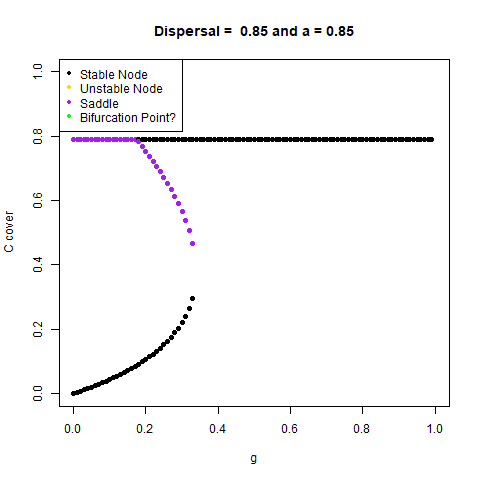 Dispersal =  0.85 and a = 0.85
Stable Node
Unstable Node
Saddle
Bifurcation Point?
C cover
1.0
0.8
0.6
0.4
0.2
0.0
0.0 0.2 0.4 0.6 0.8 1.0
g